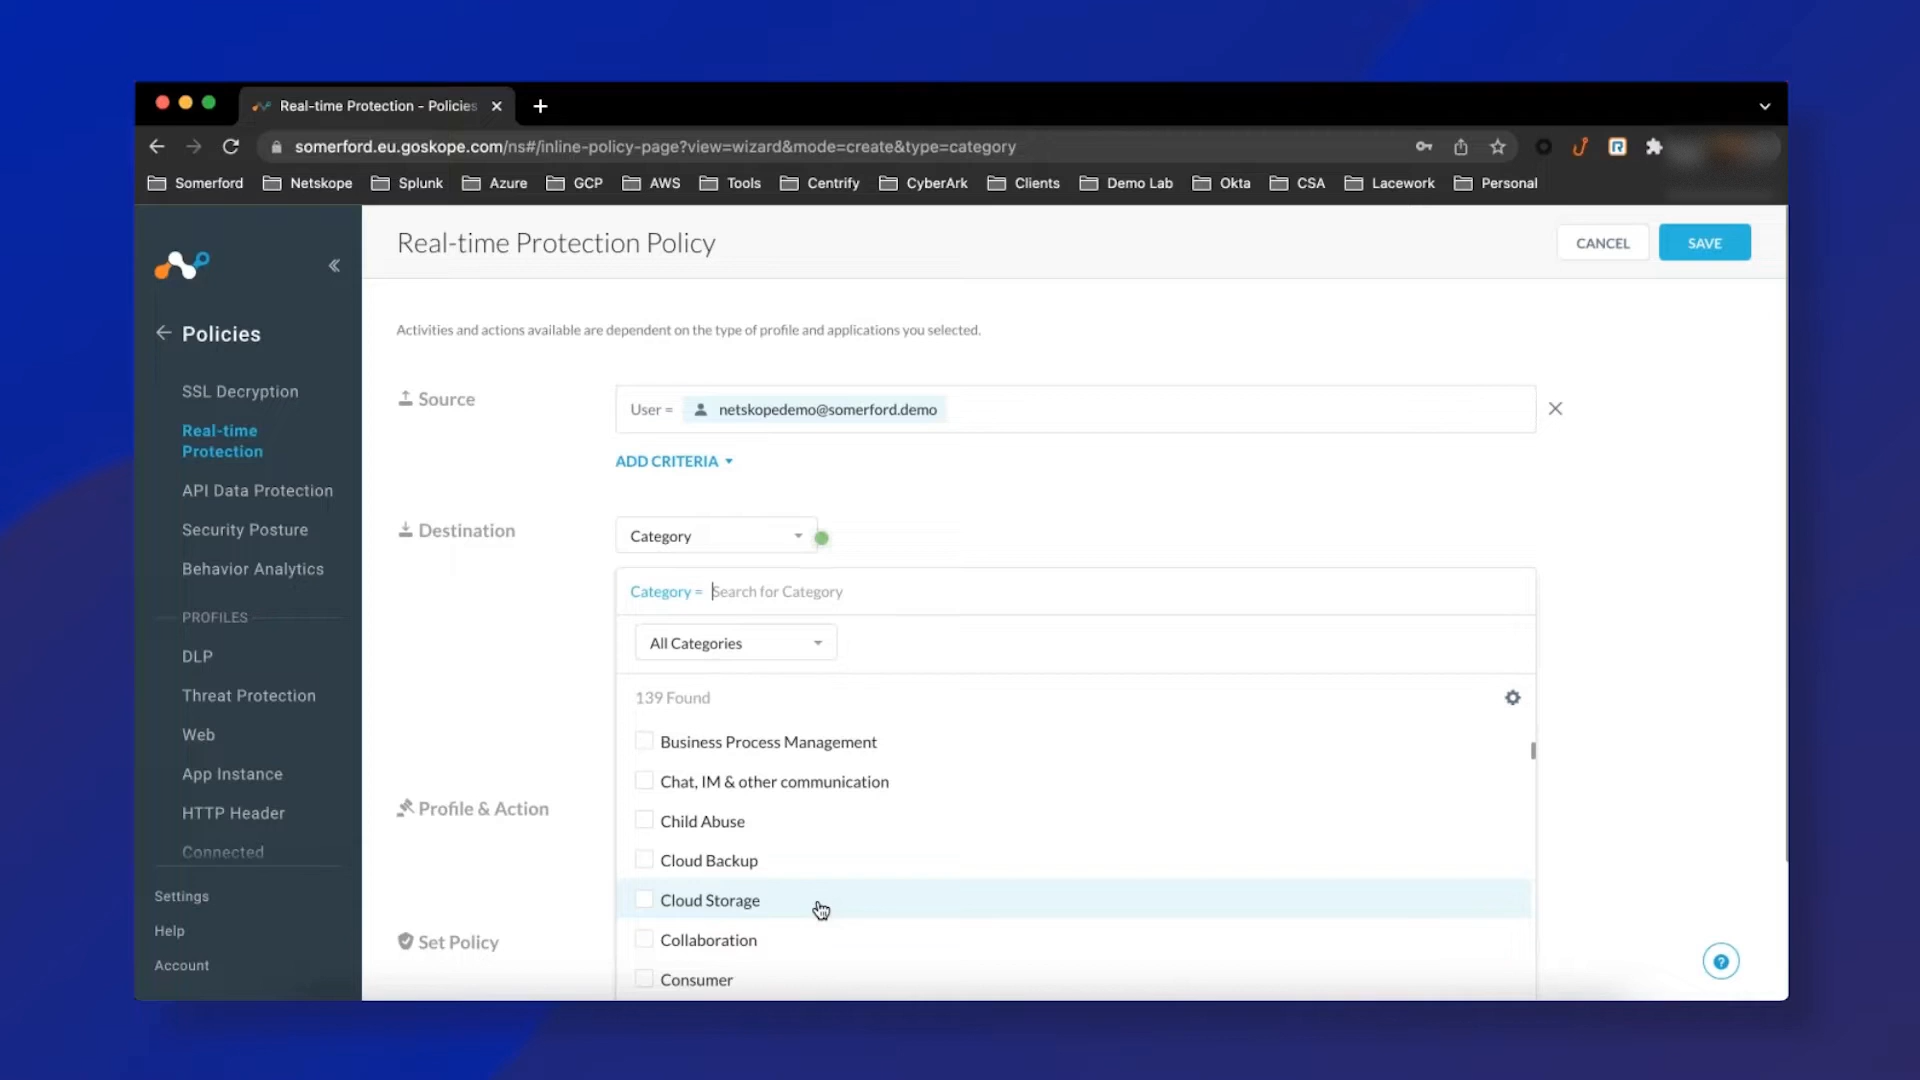 Real-time Protection - Policies
somerford.eu.goskope.com/ns#/inline-policy-page?view=wizard&mode=create&type=category
Somerford Netskope Splunk Azure GCP AWS Tools Centrify CyberArk Clients Demo Lab Okta CSA Lacework Personal
Real-time Protection Policy
CANCEL
SAVE
Policies
SSL Decryption
Real-time
Protection
API Data Protection
Security Posture
Behavior Analytics
PROFILES
DLP
Threat Protection
Web
App Instance
HTTP Header
Connected
Settings
Help
Account
Activities and actions available are dependent on the type of profile and applications you selected.
Source
User = netskopedemo@somerford.demo
ADD CRITERIA
Destination
Category
Category = Search for Category
All Categories
139 Found
Business Process Management
Chat, IM & other communication
Child Abuse
Cloud Backup
Cloud Storage
Collaboration
Consumer
Profile & Action
Set Policy